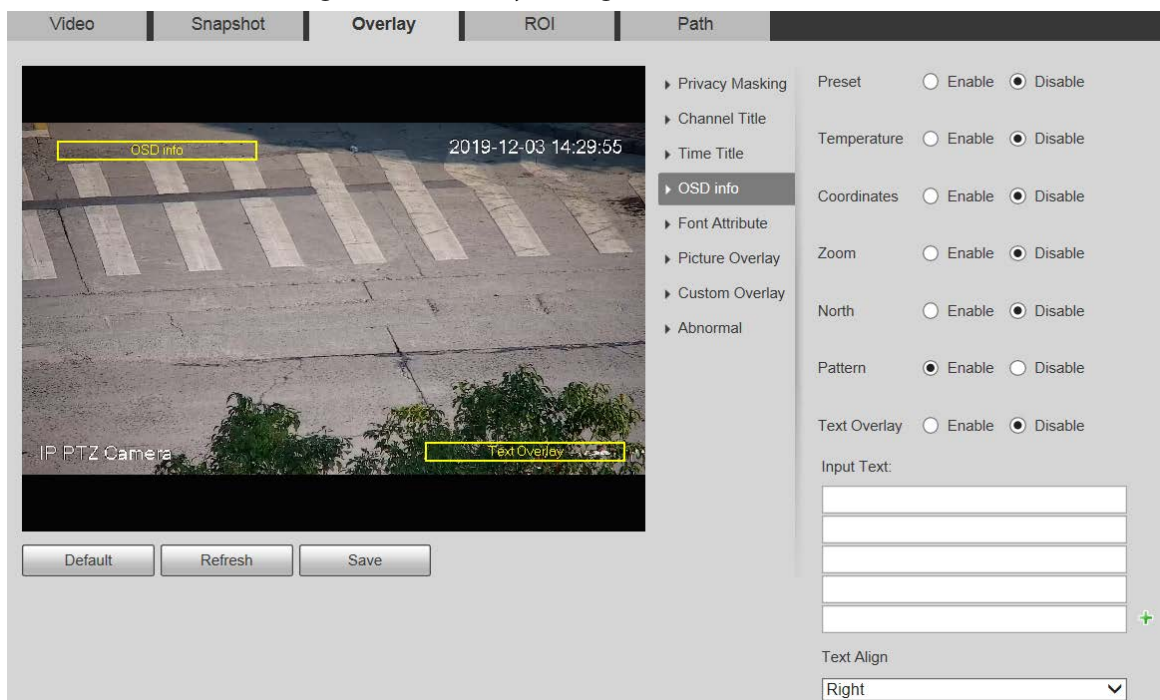 Video Snapshot Overlay ROI Path
OSD info
2019-12-03 14:29:55
IP PTZ Camera
Text Overlay
Default Refresh Save
Privacy Masking
Channel Title
Time Title
OSD info
Font Attribute
Picture Overlay
Custom Overlay
Abnormal
Preset Enable Disable
Temperature Enable Disable
Coordinates Enable Disable
Zoom Enable Disable
North Enable Disable
Pattern Enable Disable
Text Overlay Enable Disable
Input Text:
Text Align
Right